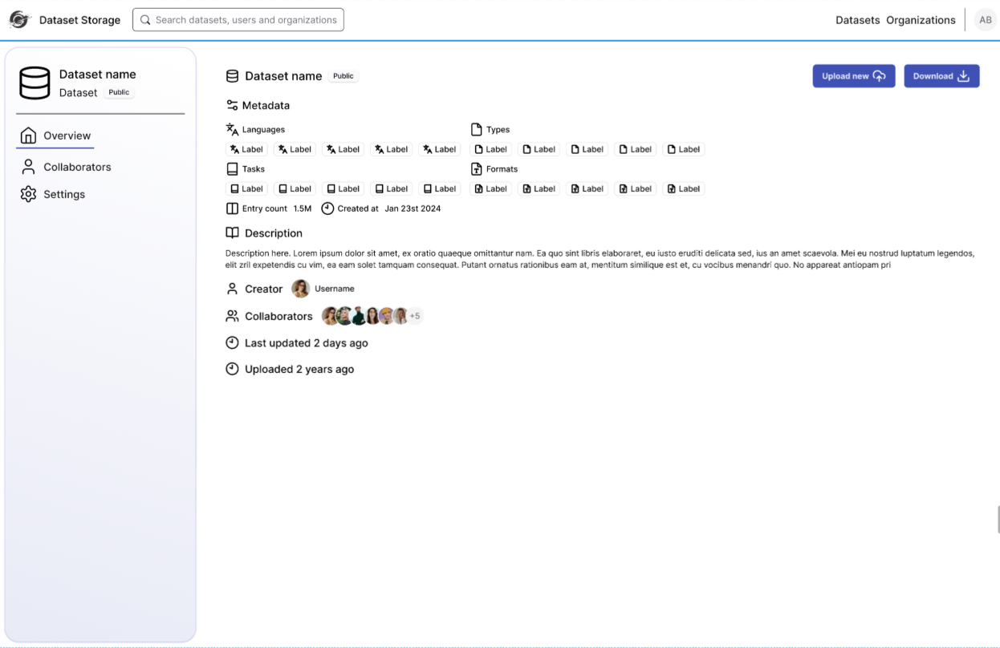 Dataset Storage
Search datasets, users and organizations
Datasets Organizations
AB
Dataset name
Dataset Public
Overview
Collaborators
Settings
Dataset name Public
Upload new
Download
Metadata
Languages
Label Label Label Label Label
Types
Label Label Label Label Label
Tasks
Label Label Label Label Label
Formats
Label Label Label Label Label
Entry count 1.5M Created at Jan 23st 2024
Description
Description here. Lorem ipsum dolor sit amet, ex oratio quaeque omittantur nam. Ea quo sint libris elaboraret, eu iusto eruditi delicata sed, ius an amet scaevola. Mei eu nostrud luptatum legendos,
elit zril expetendis cu vim, ea eam solet tamquam consequat. Putant ornatus rationibus eam at, mentitum similique est et, cu vocibus menandri quo. No appareat antiopam pri
Creator Username
Collaborators +5
Last updated 2 days ago
Uploaded 2 years ago